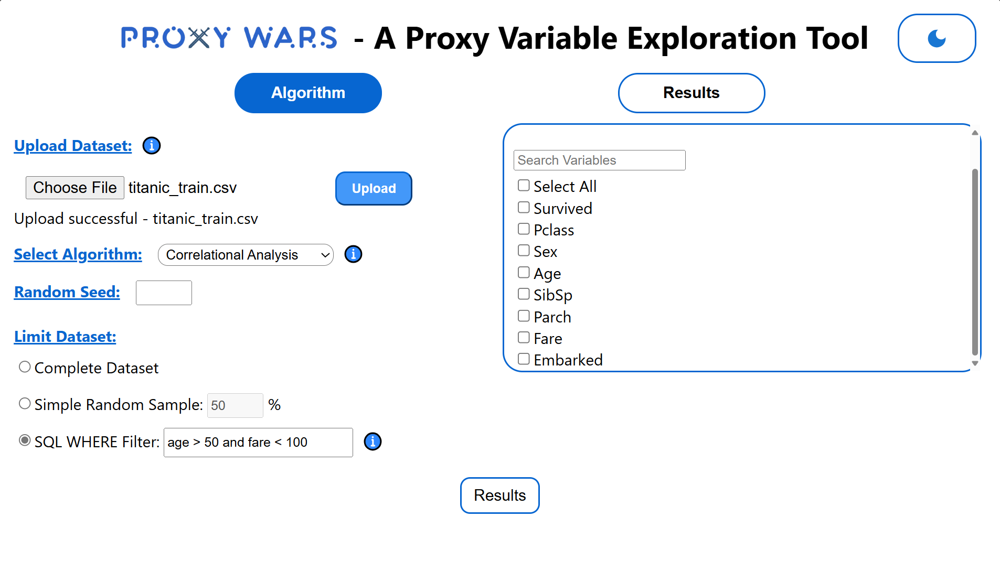 PROXY WARS - A Proxy Variable Exploration Tool
Algorithm
Results
Upload Dataset:
Choose File titanic_train.csv
Upload
Upload successful - titanic_train.csv
Select Algorithm: Correlational Analysis
Random Seed:
Limit Dataset:
Complete Dataset
Simple Random Sample: 50 %
SQL WHERE Filter: age > 50 and fare < 100
Search Variables
Select All
Survived
Pclass
Sex
Age
SibSp
Parch
Fare
Embarked
Results